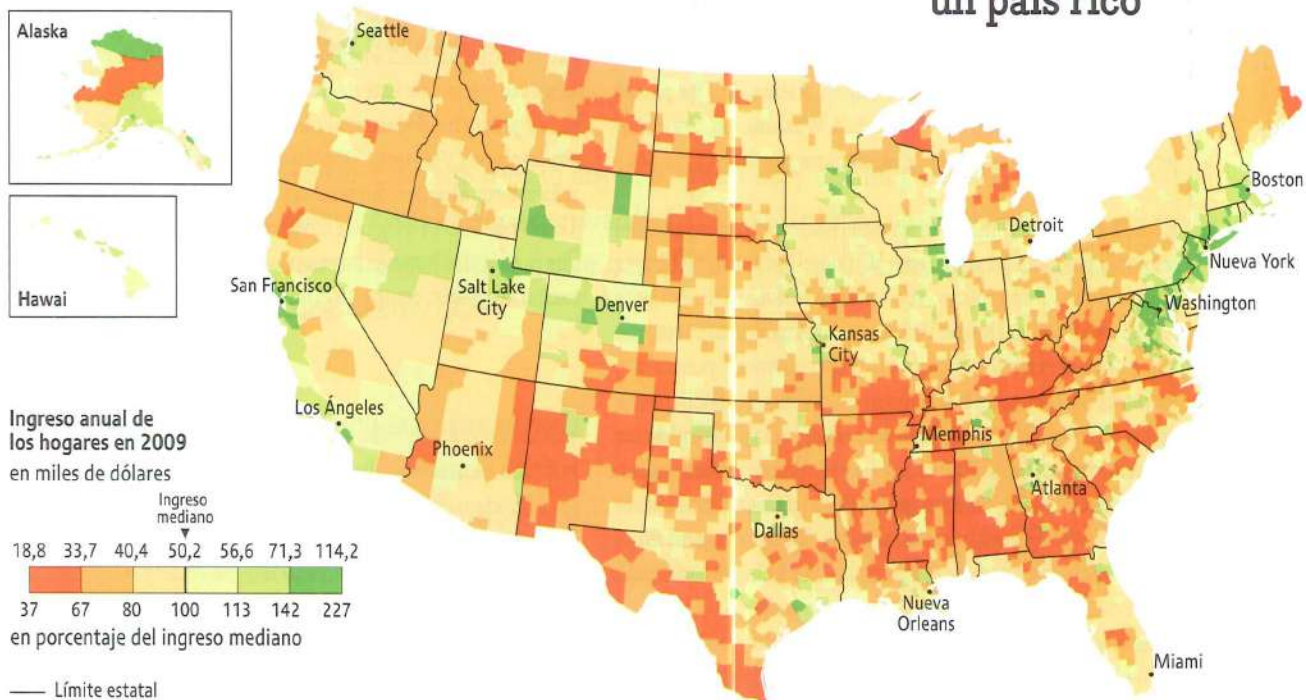 un país rico
Alaska
Hawai
Seattle
Boston
Detroit
Nueva York
San Francisco
Salt Lake
City
Denver
Washington
Kansas
City
Los Ángeles
Phoenix
Memphis
Atlanta
Dallas
Nueva
Orleans
Miami
Ingreso anual de
los hogares en 2009
en miles de dólares
Ingreso
mediano
18,8 33,7 40,4 50,2 56,6 71,3 114,2
37 67 80 100 113 142 227
en porcentaje del ingreso mediano
Límite estatal